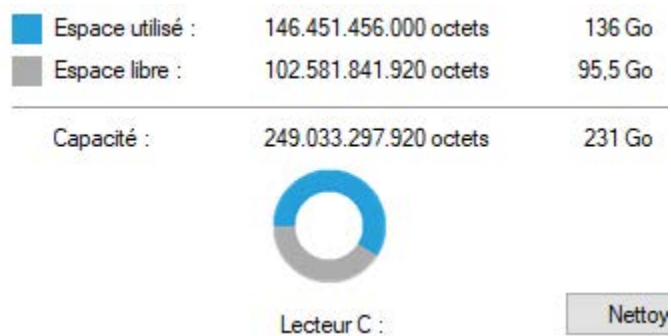 Espace utilisé : 146.451.456.000 octets 136 Go
Espace libre : 102.581.841.920 octets 95,5 Go
Capacité : 249.033.297.920 octets 231 Go
Lecteur C :
Nettoy